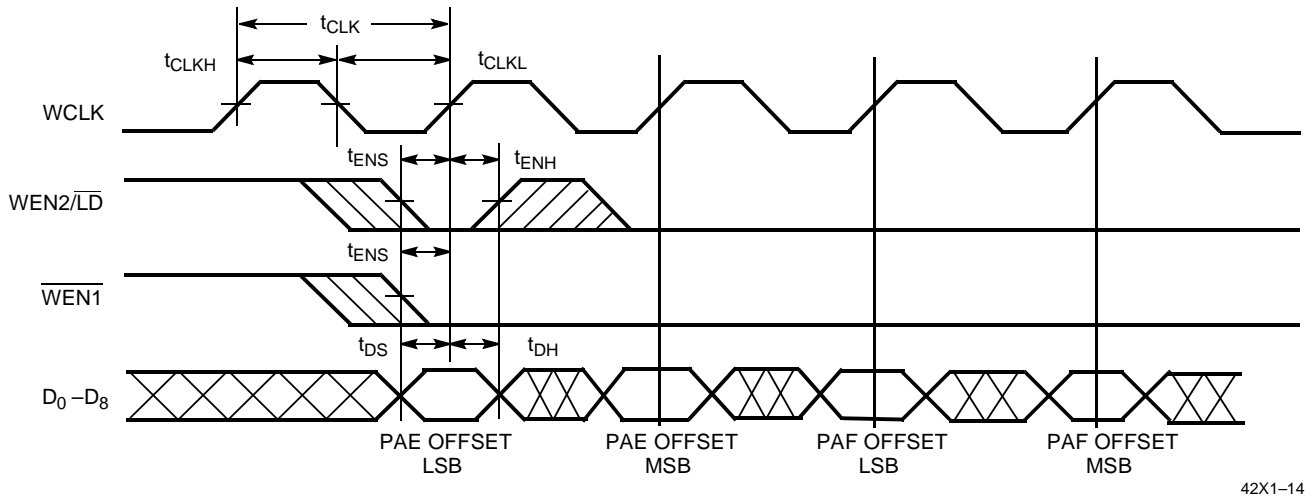 tCLK
tCLKH
tCLKL
WCLK
tENS
tENH
WEN2/LD
tENS
WEN1
tDS
tDH
D0 –D8
PAE OFFSET
LSB
PAE OFFSET
MSB
PAF OFFSET
LSB
PAF OFFSET
MSB
42X1–14